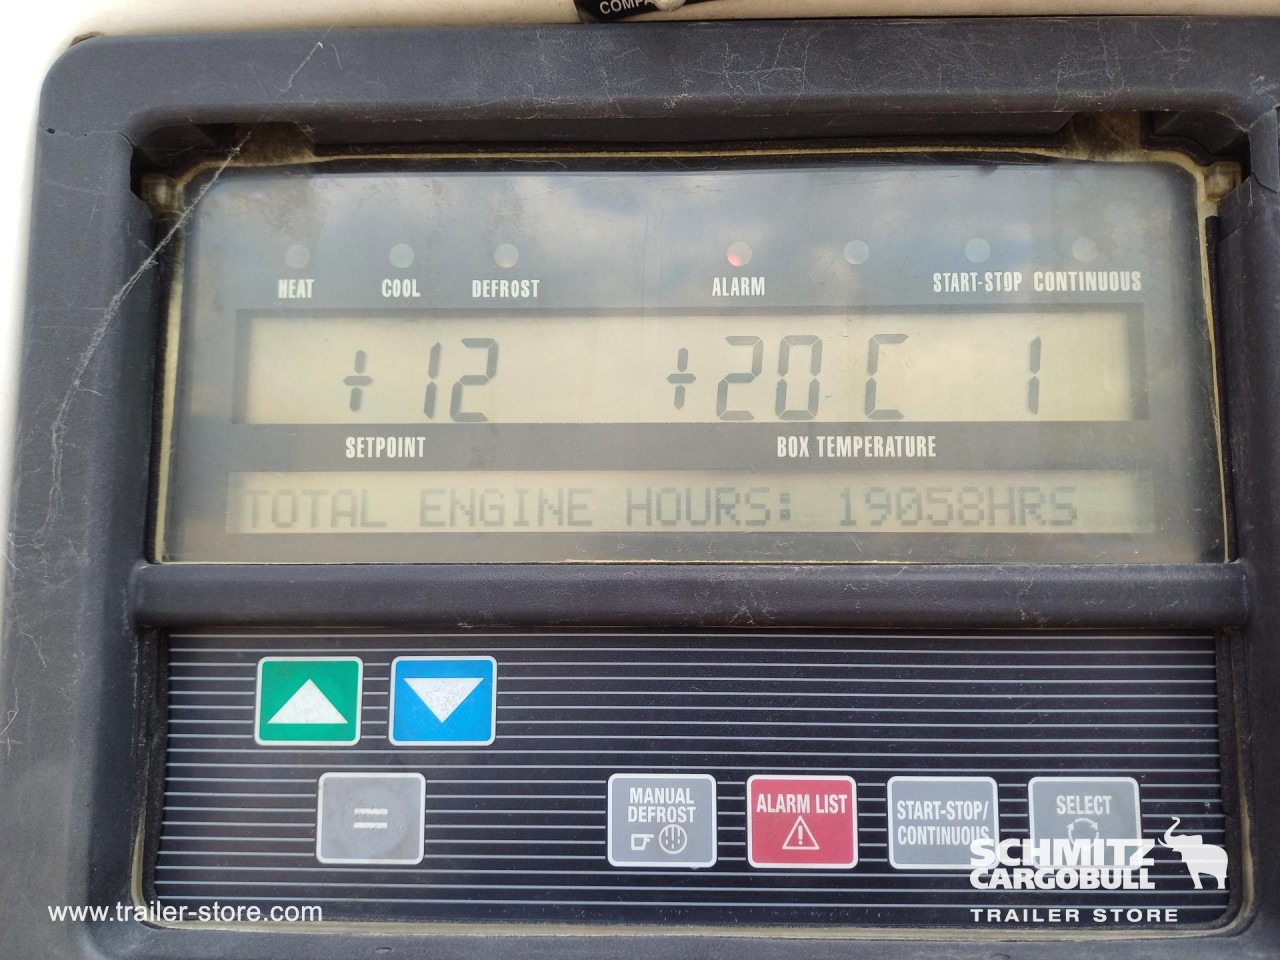 HEAT COOL DEFROST ALARM START-STOP CONTINUOUS
+12 +20 C 1
SETPOINT BOX TEMPERATURE
TOTAL ENGINE HOURS: 19058HRS
=
MANUAL DEFROST
ALARM LIST
START-STOP/CONTINUOUS
SELECT
SCHMITZ
CARGOBULL
TRAILER STORE
www.trailer-store.com